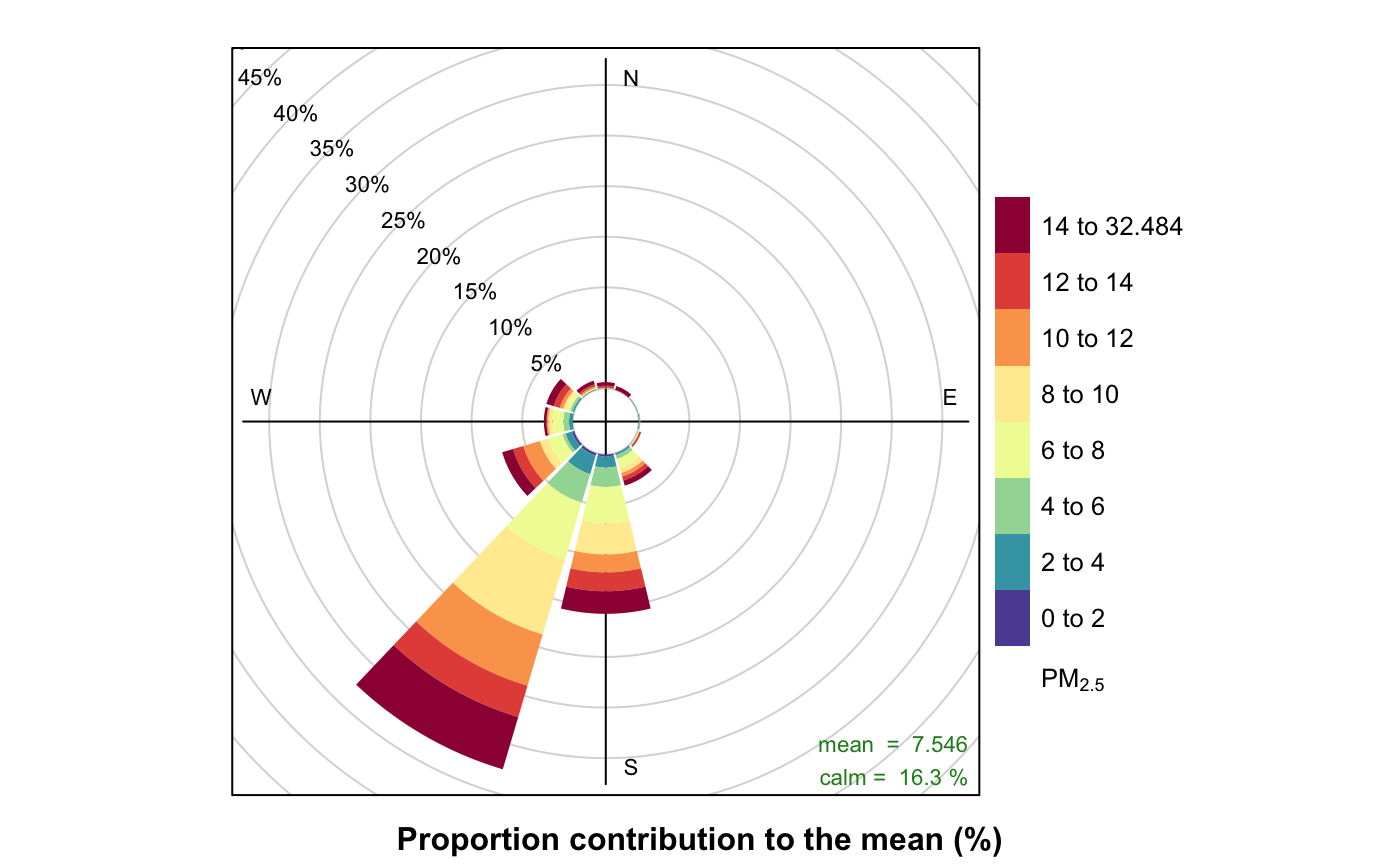 45%
N
40%
35%
30%
25%
20%
15%
10%
5%
W
E
S
mean = 7.546
calm = 16.3 %
14 to 32.484
12 to 14
10 to 12
8 to 10
6 to 8
4 to 6
2 to 4
0 to 2
PM2.5
Proportion contribution to the mean (%)